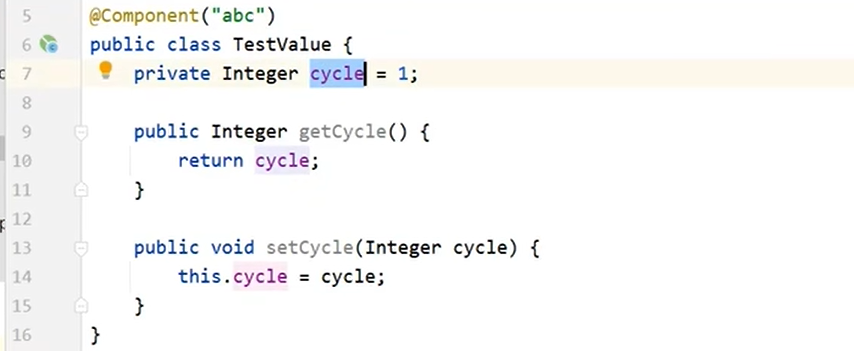 5 @Component("abc")
6 public class TestValue {
7 private Integer cycle = 1;
8
9 public Integer getCycle() {
10 return cycle;
11 }
12
13 public void setCycle(Integer cycle) {
14 this.cycle = cycle;
15 }
16 }